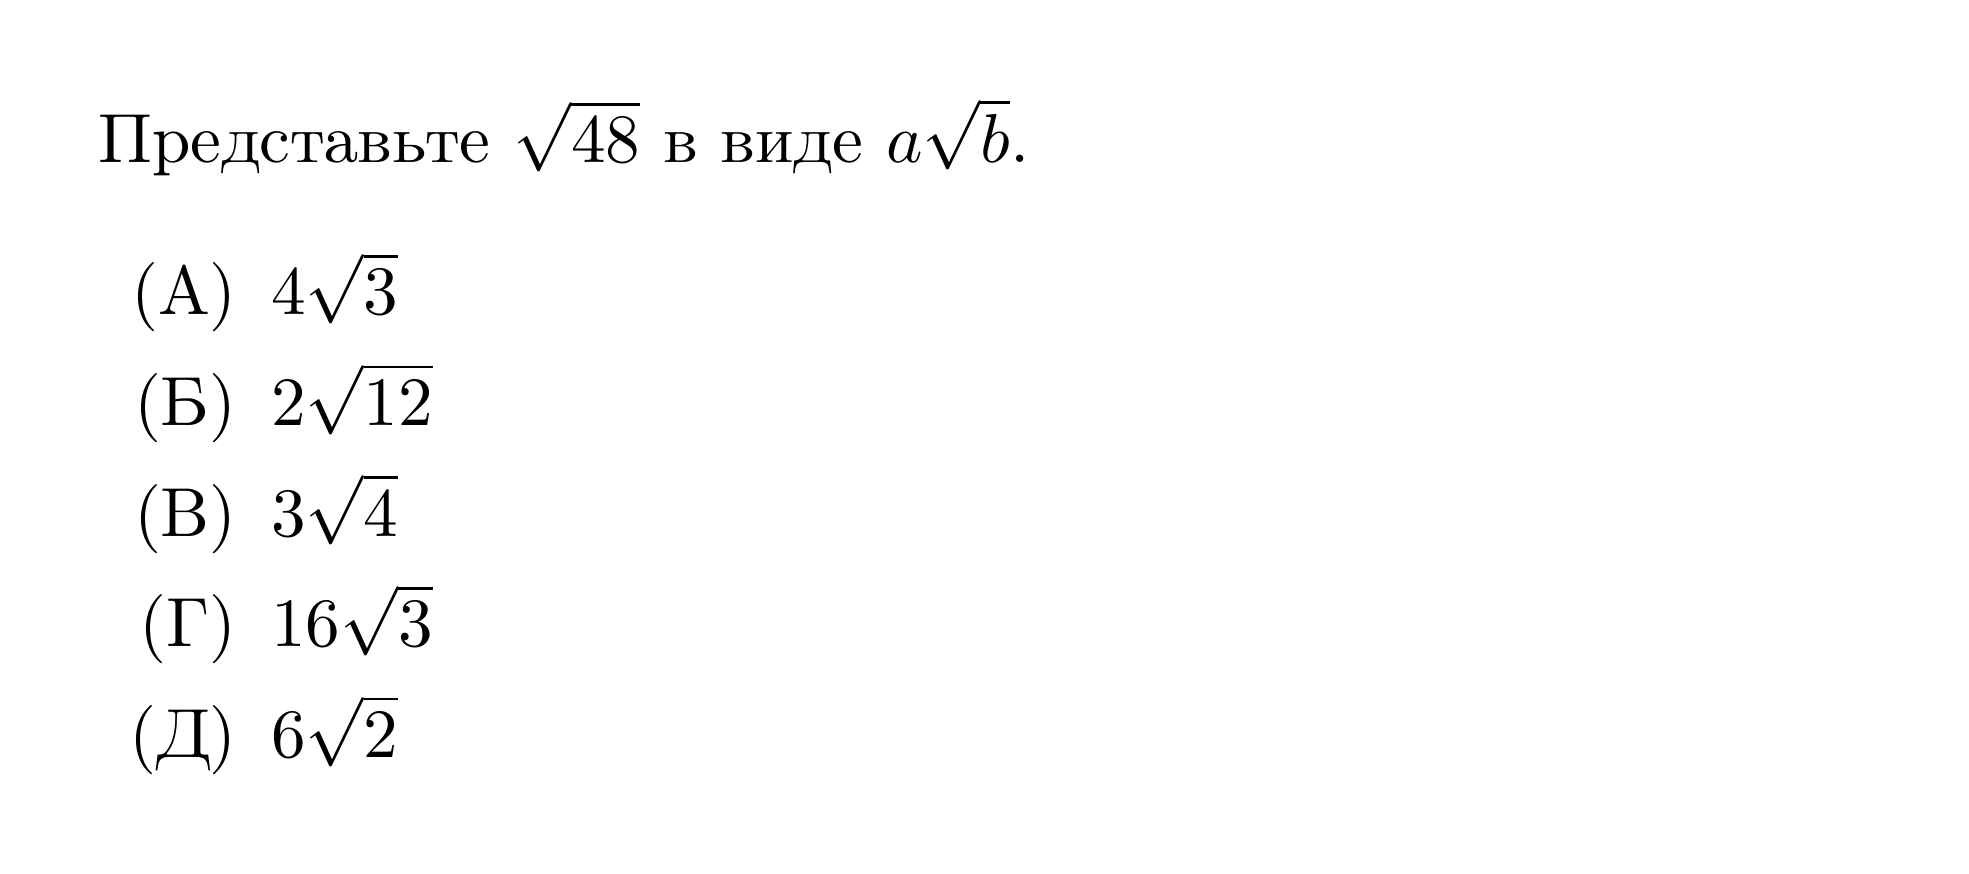 Представьте √48 в виде a√b.
(А) 4√3
(Б) 2√12
(В) 3√4
(Г) 16√3
(Д) 6√2